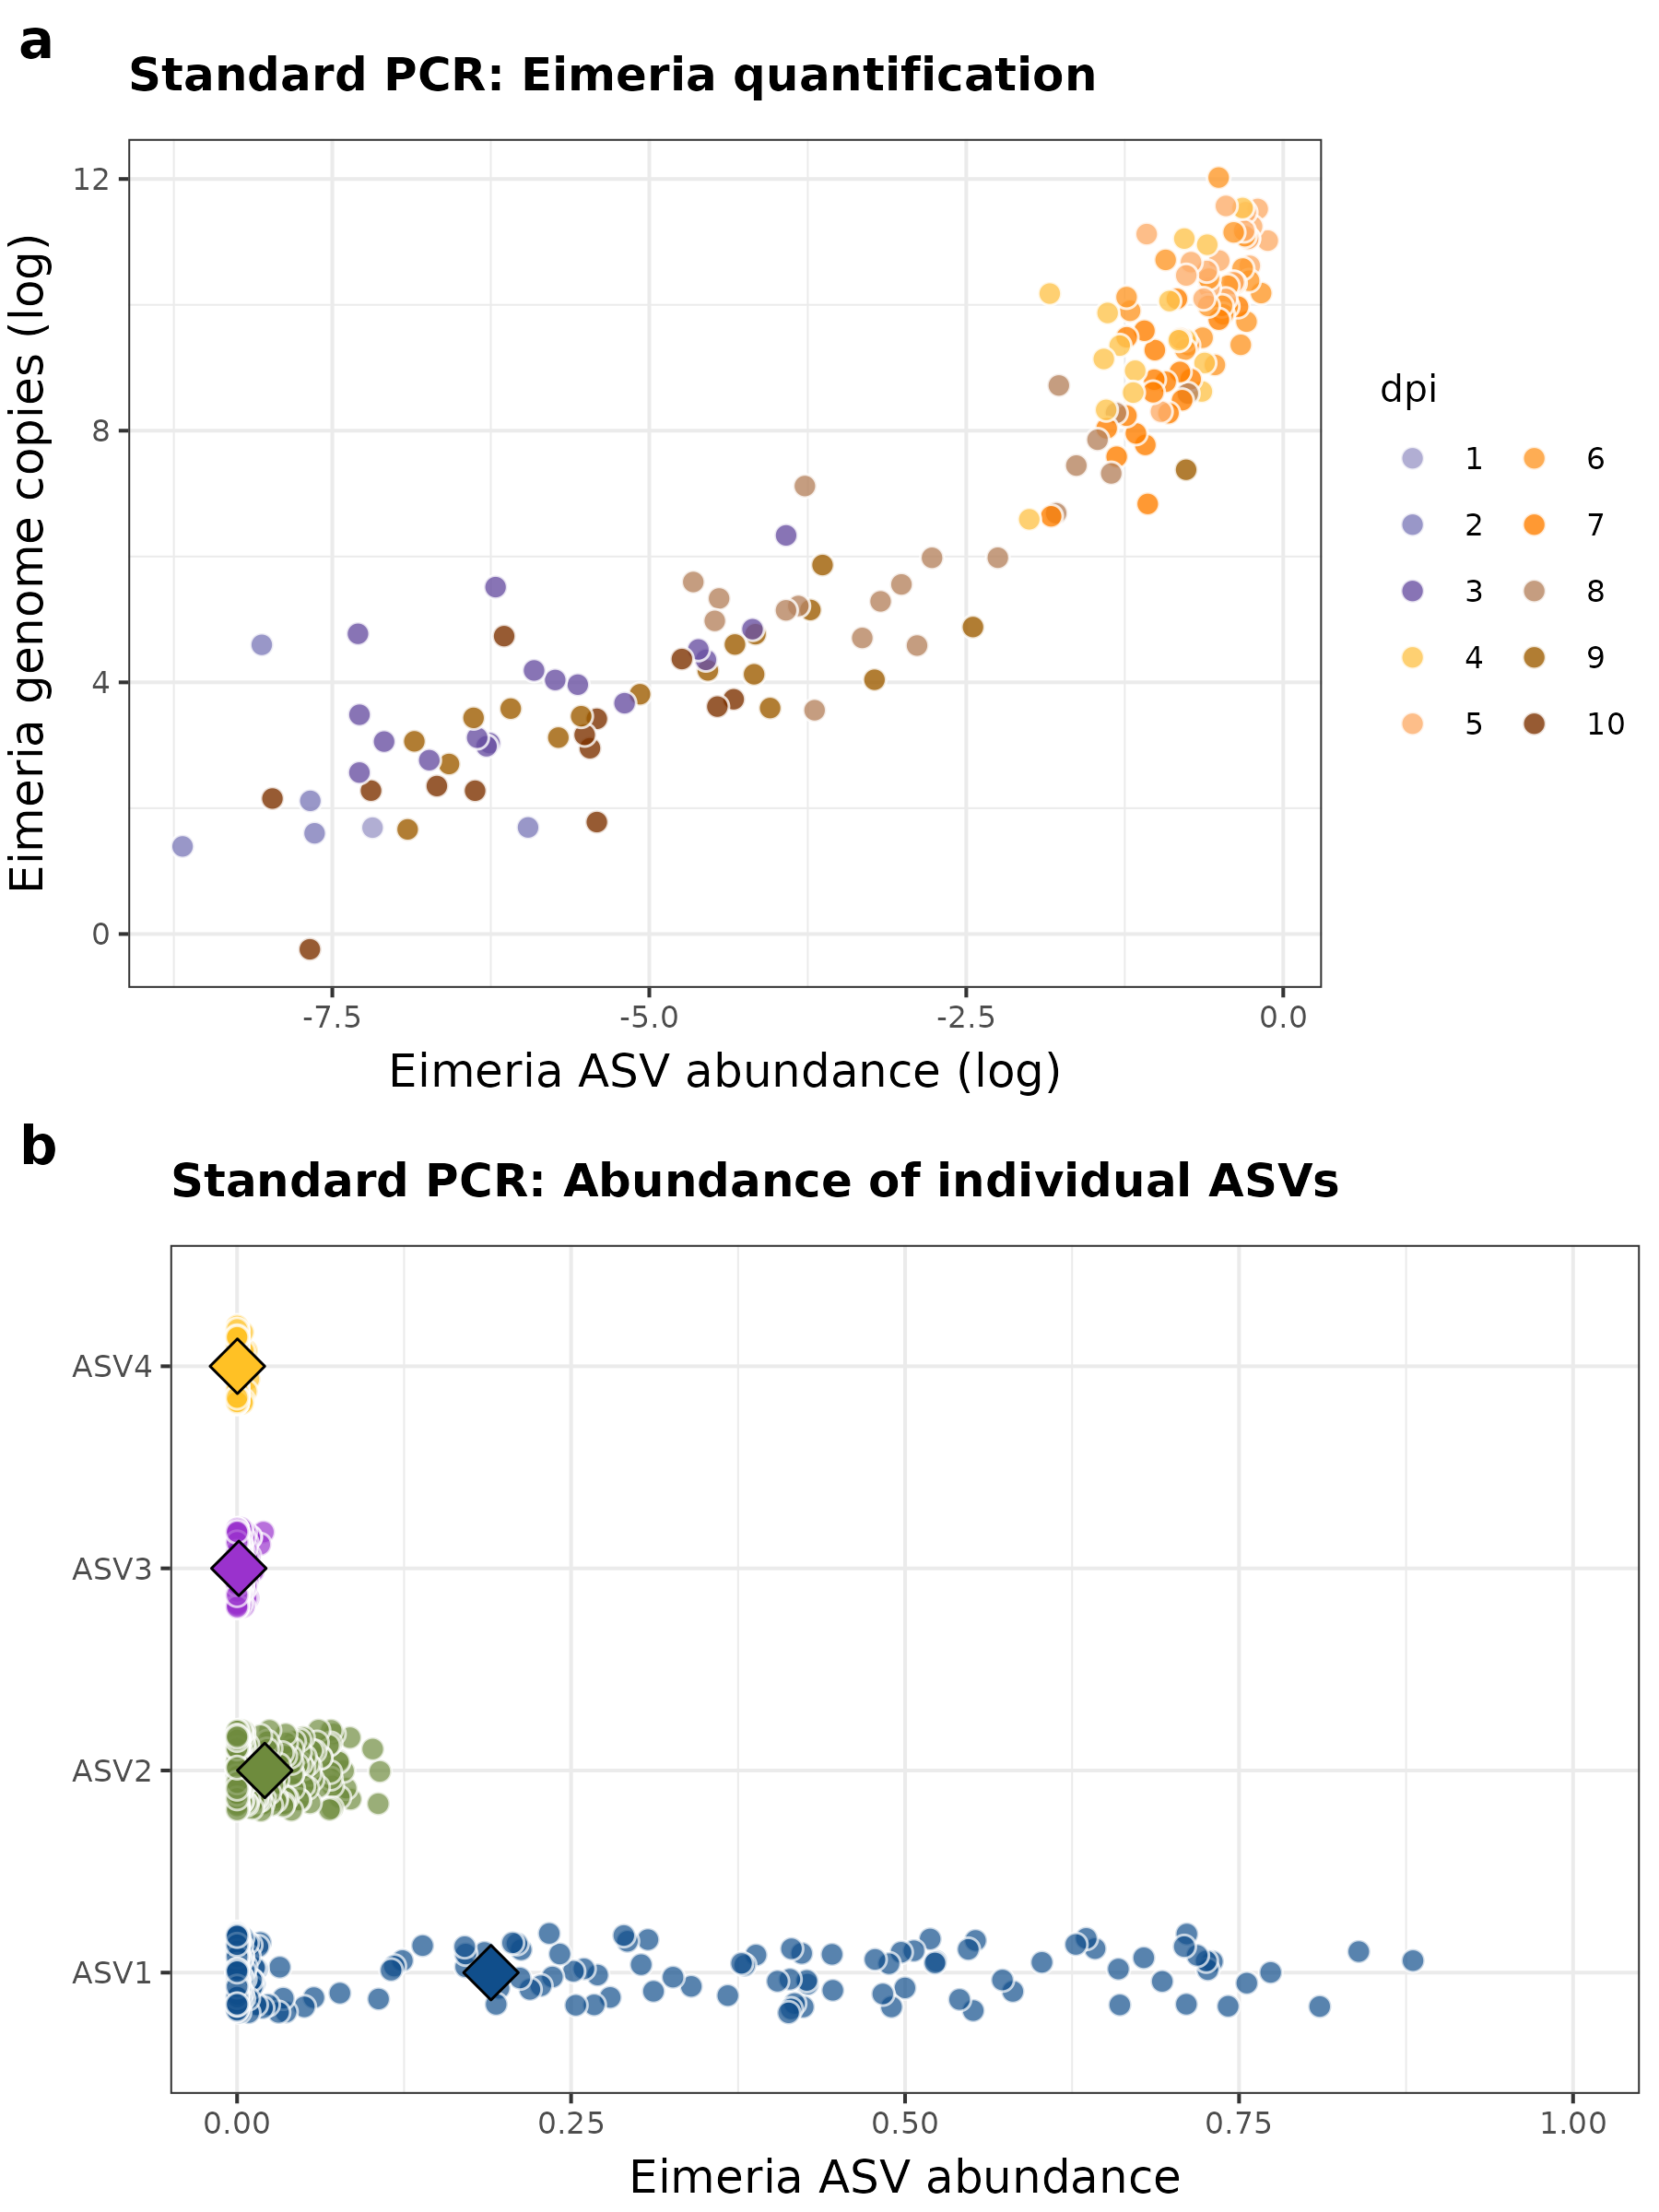 a
Standard PCR: Eimeria quantification
Eimeria genome copies (log)
12
8
4
0
-7.5 -5.0 -2.5 0.0
Eimeria ASV abundance (log)
dpi
1 6
2 7
3 8
4 9
5 10
b
Standard PCR: Abundance of individual ASVs
ASV4
ASV3
ASV2
ASV1
0.00 0.25 0.50 0.75 1.00
Eimeria ASV abundance